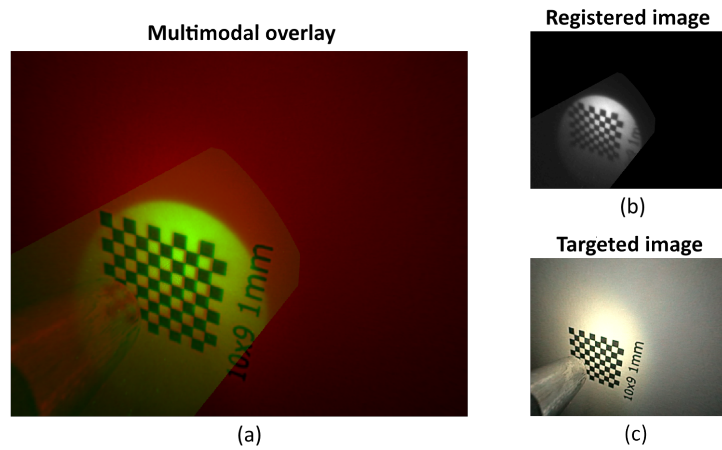 Multimodal overlay
10x9 1mm
(a)
Registered image
(b)
Targeted image
10x9 1mm
(c)